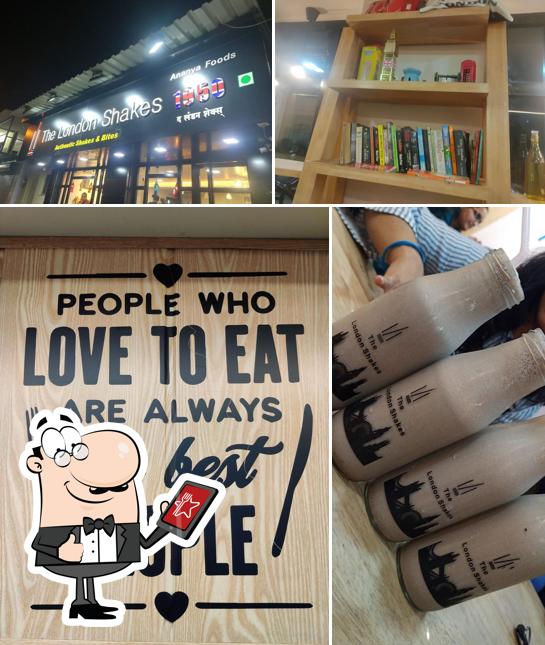 Ananya Foods
The London Shakes 1950
द लंडन शेक्स्
Authentic Shakes & Bites
PEOPLE WHO
LOVE TO EAT
ARE ALWAYS
best
PLE
The
London Shakes
The
London Shakes
The
London Shakes
The
London Shakes